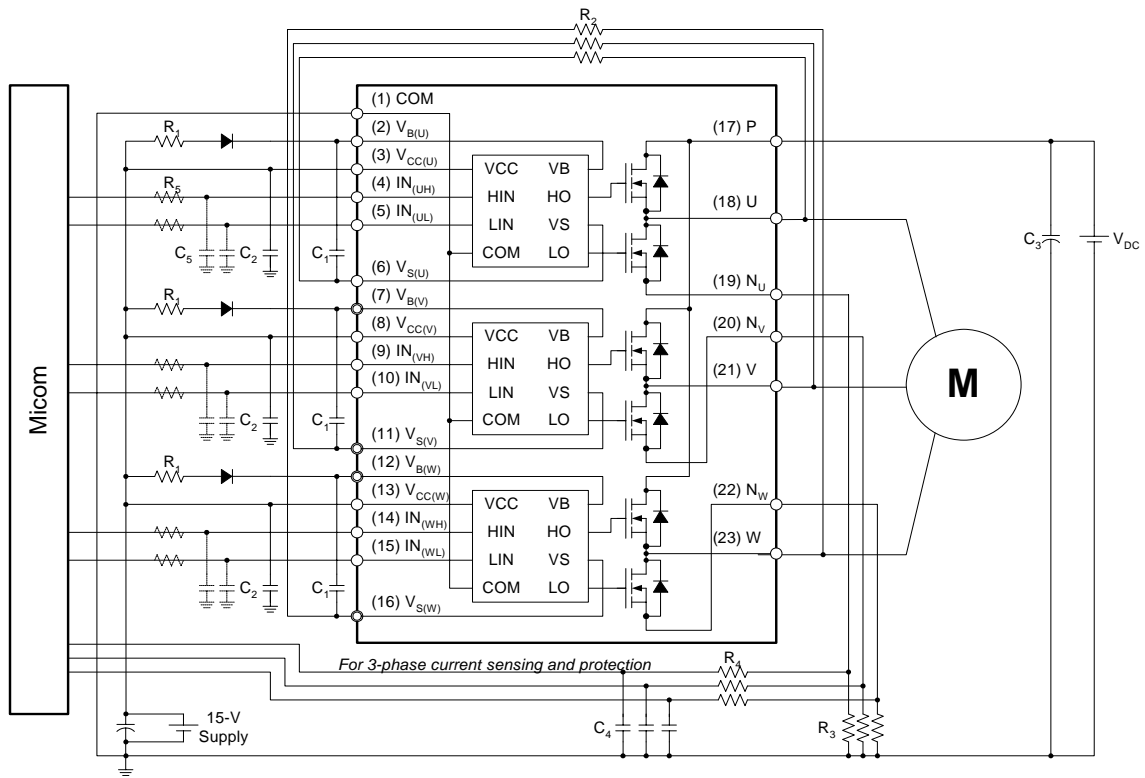 R2
Micom
(1) COM
R1
(2) VB(U)
(3) VCC(U)
R5
(4) IN(UH)
(5) IN(UL)
C5
C2
C1
(6) VS(U)
VCC VB
HIN HO
LIN VS
COM LO
R1
(7) VB(V)
(8) VCC(V)
(9) IN(VH)
(10) IN(VL)
C2
C1
(11) VS(V)
VCC VB
HIN HO
LIN VS
COM LO
R1
(12) VB(W)
(13) VCC(W)
(14) IN(WH)
(15) IN(WL)
C2
C1
(16) VS(W)
VCC VB
HIN HO
LIN VS
COM LO
(17) P
(18) U
(19) NU
(20) NV
(21) V
(22) NW
(23) W
M
C3
VDC
For 3-phase current sensing and protection
R4
C4
R3
15-V
Supply